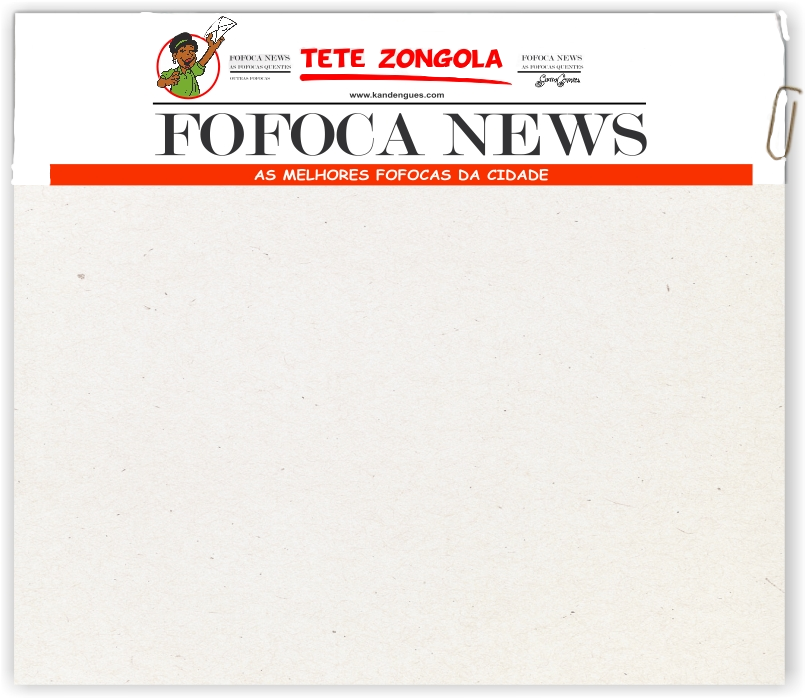 TETE ZONGOLA
FOFOCA NEWS
AS FOFOCAS QUENTES
OUTRAS FOFOCAS
FOFOCA NEWS
AS FOFOCAS QUENTES
www.kandengues.com
FOFOCA NEWS
AS MELHORES FOFOCAS DA CIDADE